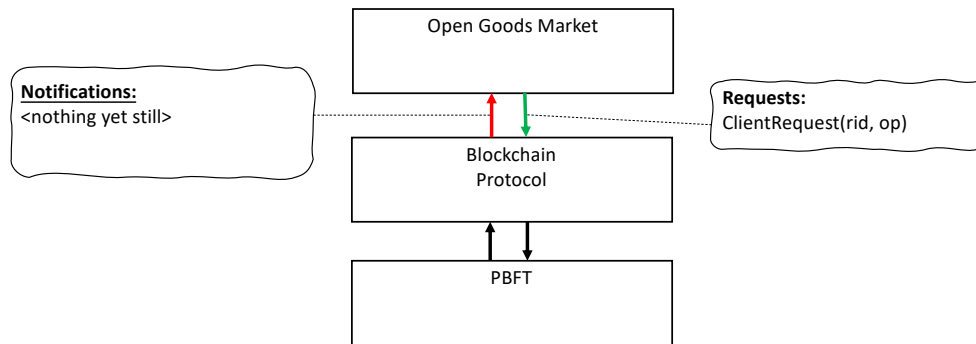 Open Goods Market
Notifications:
<nothing yet still>
Requests:
ClientRequest(rid, op)
Blockchain
Protocol
PBFT